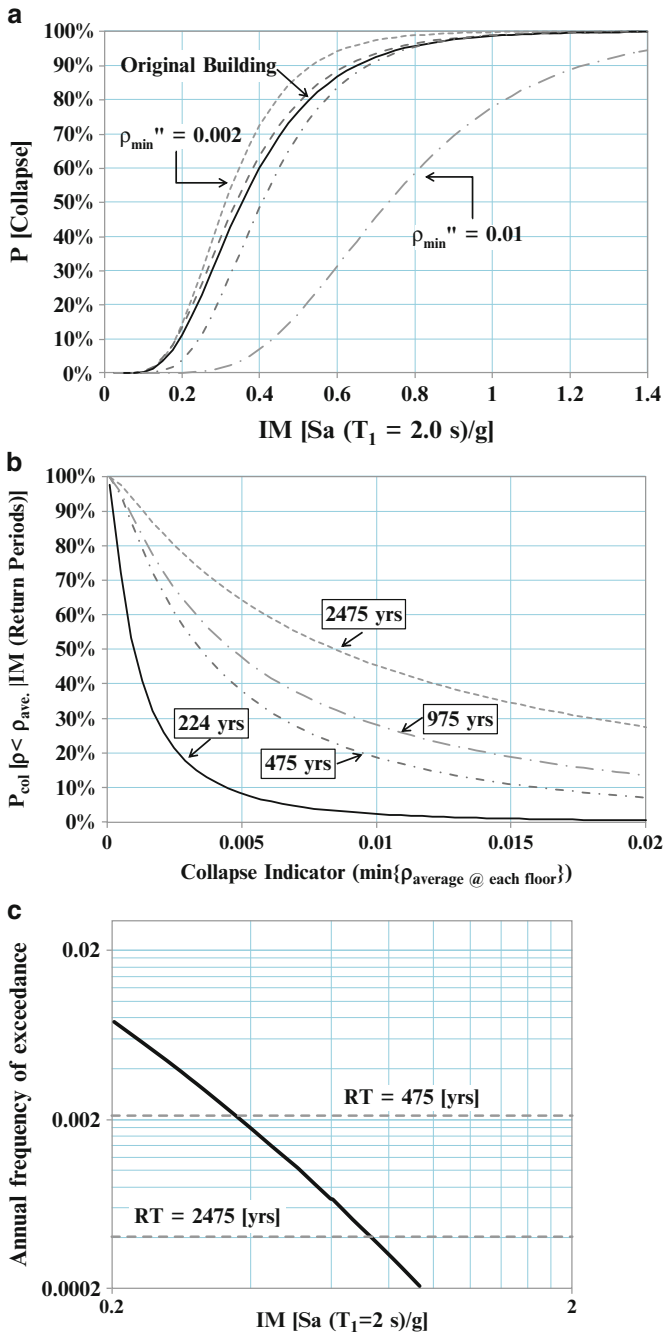 a
100%
90%
80%
70%
60%
50%
40%
30%
20%
10%
0%
P [Collapse]
Original Building
ρmin" = 0.002
ρmin" = 0.01
0 0.2 0.4 0.6 0.8 1 1.2 1.4
IM [Sa (T1 = 2.0 s)/g]
b
100%
90%
80%
70%
60%
50%
40%
30%
20%
10%
0%
Pcol [ρ< ρave. |IM (Return Periods)]
2475 yrs
224 yrs
975 yrs
475 yrs
0 0.005 0.01 0.015 0.02
Collapse Indicator (min{ρaverage @ each floor})
c
0.02
0.002
0.0002
Annual frequency of exceedance
RT = 475 [yrs]
RT = 2475 [yrs]
0.2 2
IM [Sa (T1=2 s)/g]